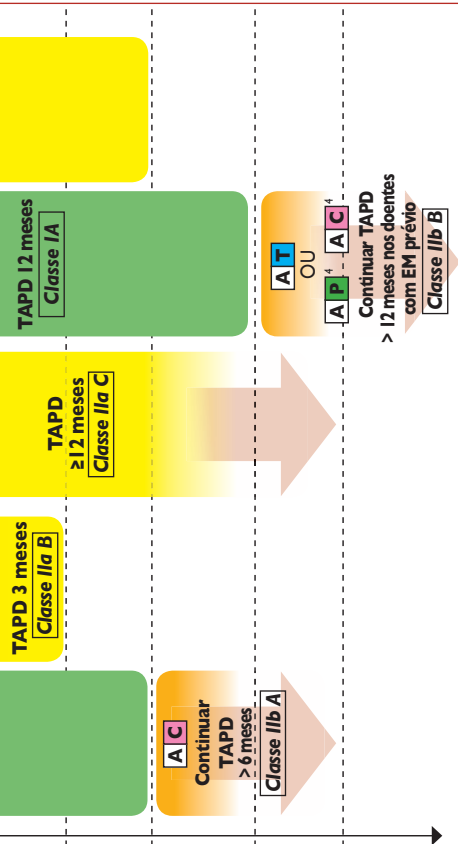 TAPD 12 meses
Classe IA
A T
OU
A P 4 A C 4
Continuar TAPD
> 12 meses nos doentes
com EM prévio
Classe IIb B
TAPD
≥12 meses
Classe IIa C
TAPD 3 meses
Classe IIa B
A C
Continuar
TAPD
> 6 meses
Classe IIb A